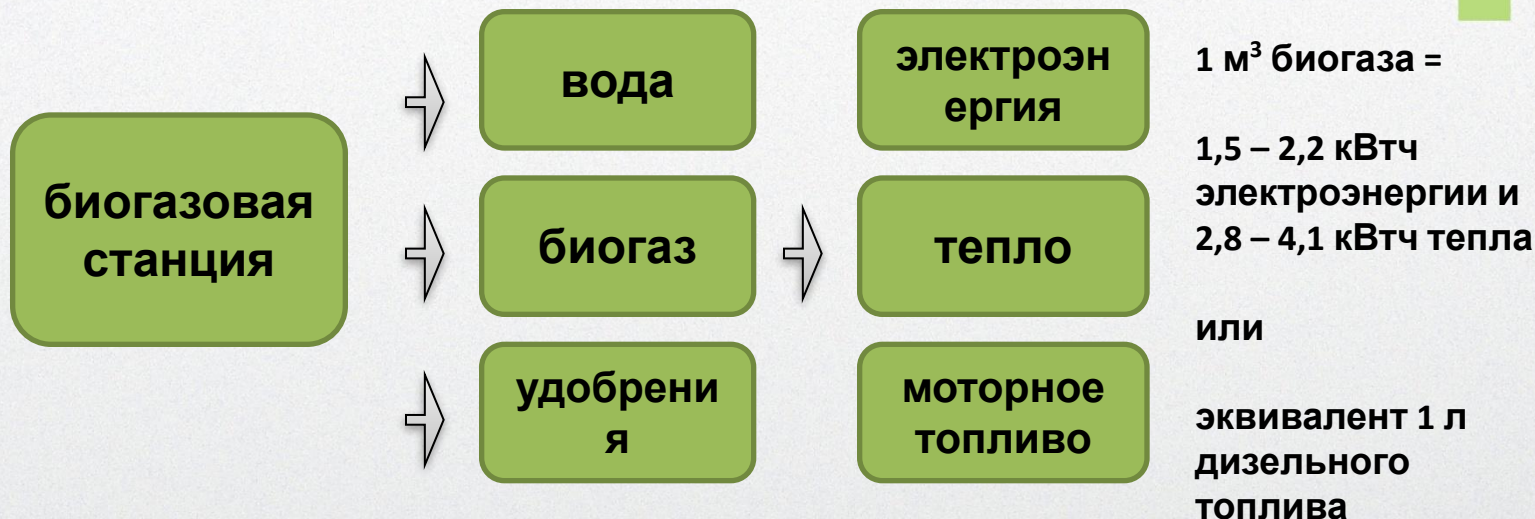 биогазовая
станция
вода
биогаз
удобрени
я
электроэн
ергия
тепло
моторное
топливо
1 м³ биогаза =
1,5 – 2,2 кВтч
электроэнергии и
2,8 – 4,1 кВтч тепла
или
эквивалент 1 л
дизельного
топлива